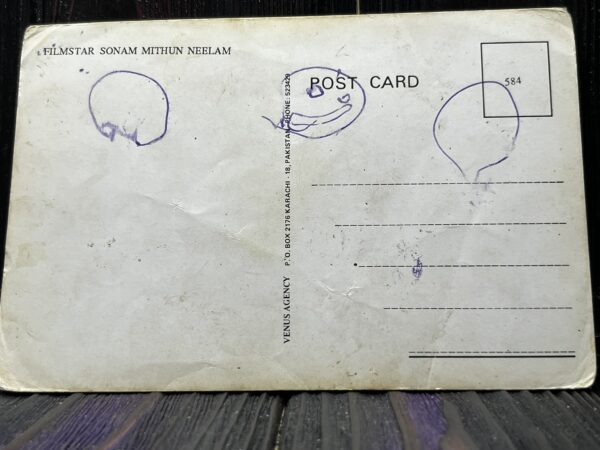 FILMSTAR SONAM MITHUN NEELAM
POST CARD
584
VENUS AGENCY P.O. BOX 2176 KARACHI - 18, PAKISTAN. PHONE: 523429